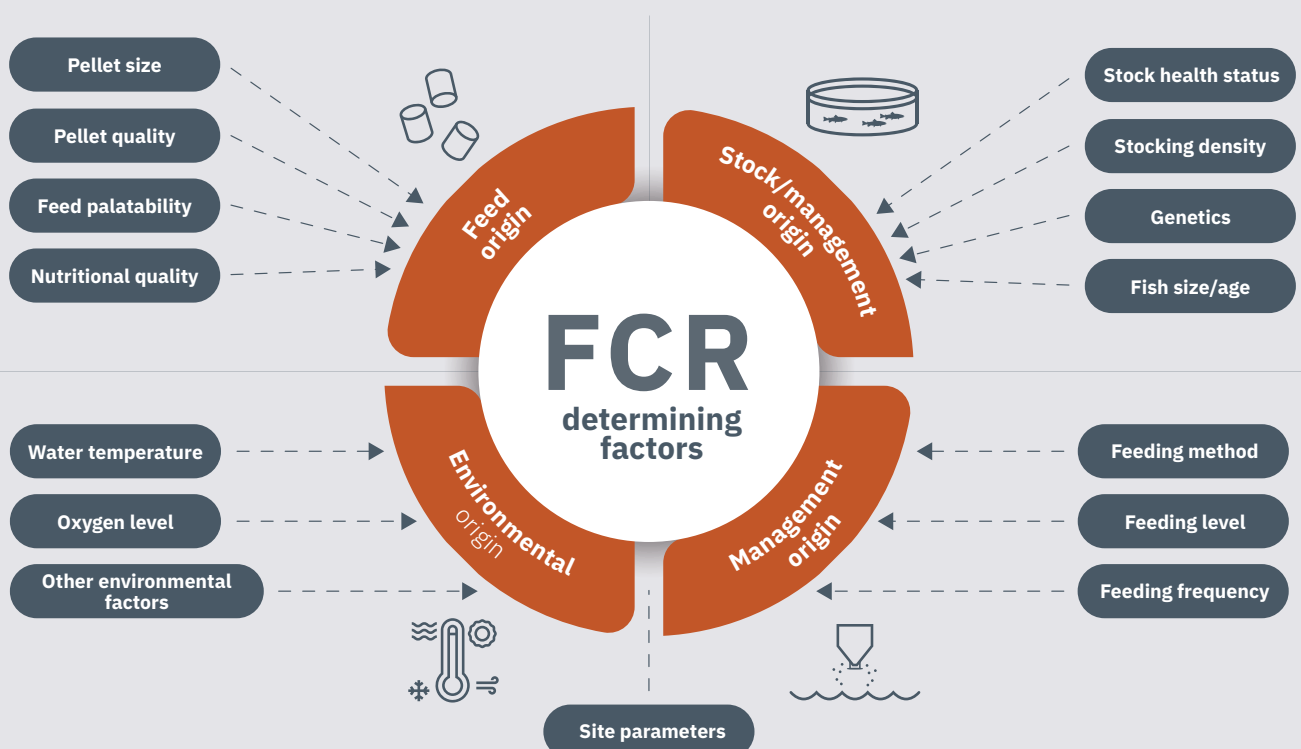 Pellet size
Pellet quality
Feed palatability
Nutritional quality
Feed
origin
Stock/management
origin
Stock health status
Stocking density
Genetics
Fish size/age
FCR
determining
factors
Water temperature
Oxygen level
Other environmental
factors
Environmental
origin
Management
origin
Feeding method
Feeding level
Feeding frequency
Site parameters